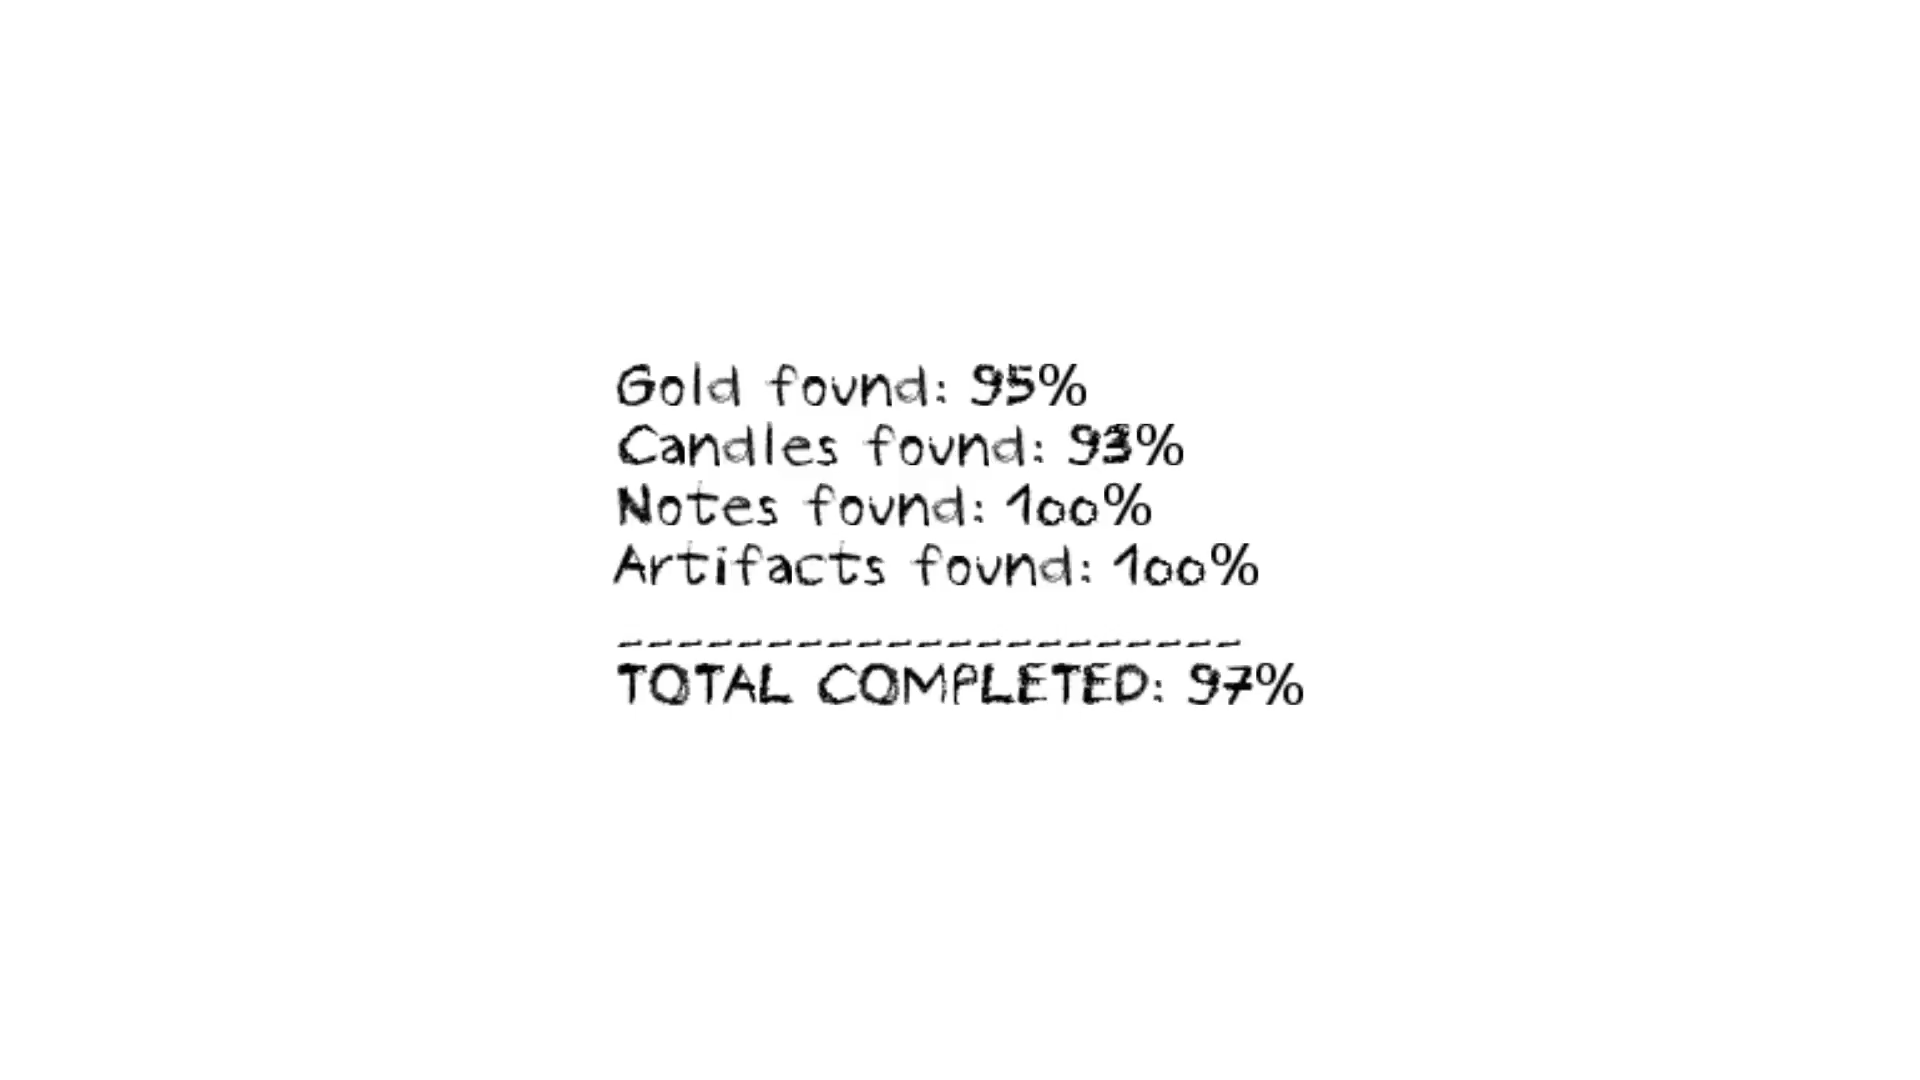 Gold found: 95%
Candles found: 93%
Notes found: 100%
Artifacts found: 100%
---------------------
TOTAL COMPLETED: 97%